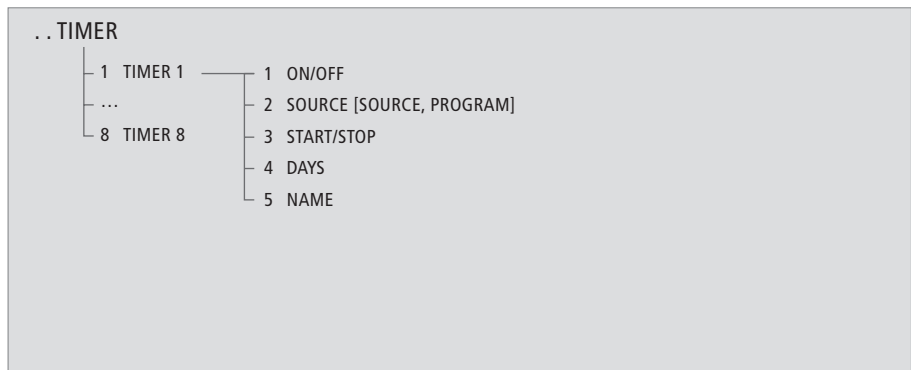 . . TIMER
1 TIMER 1
1 ON/OFF
...
2 SOURCE [SOURCE, PROGRAM]
8 TIMER 8
3 START/STOP
4 DAYS
5 NAME